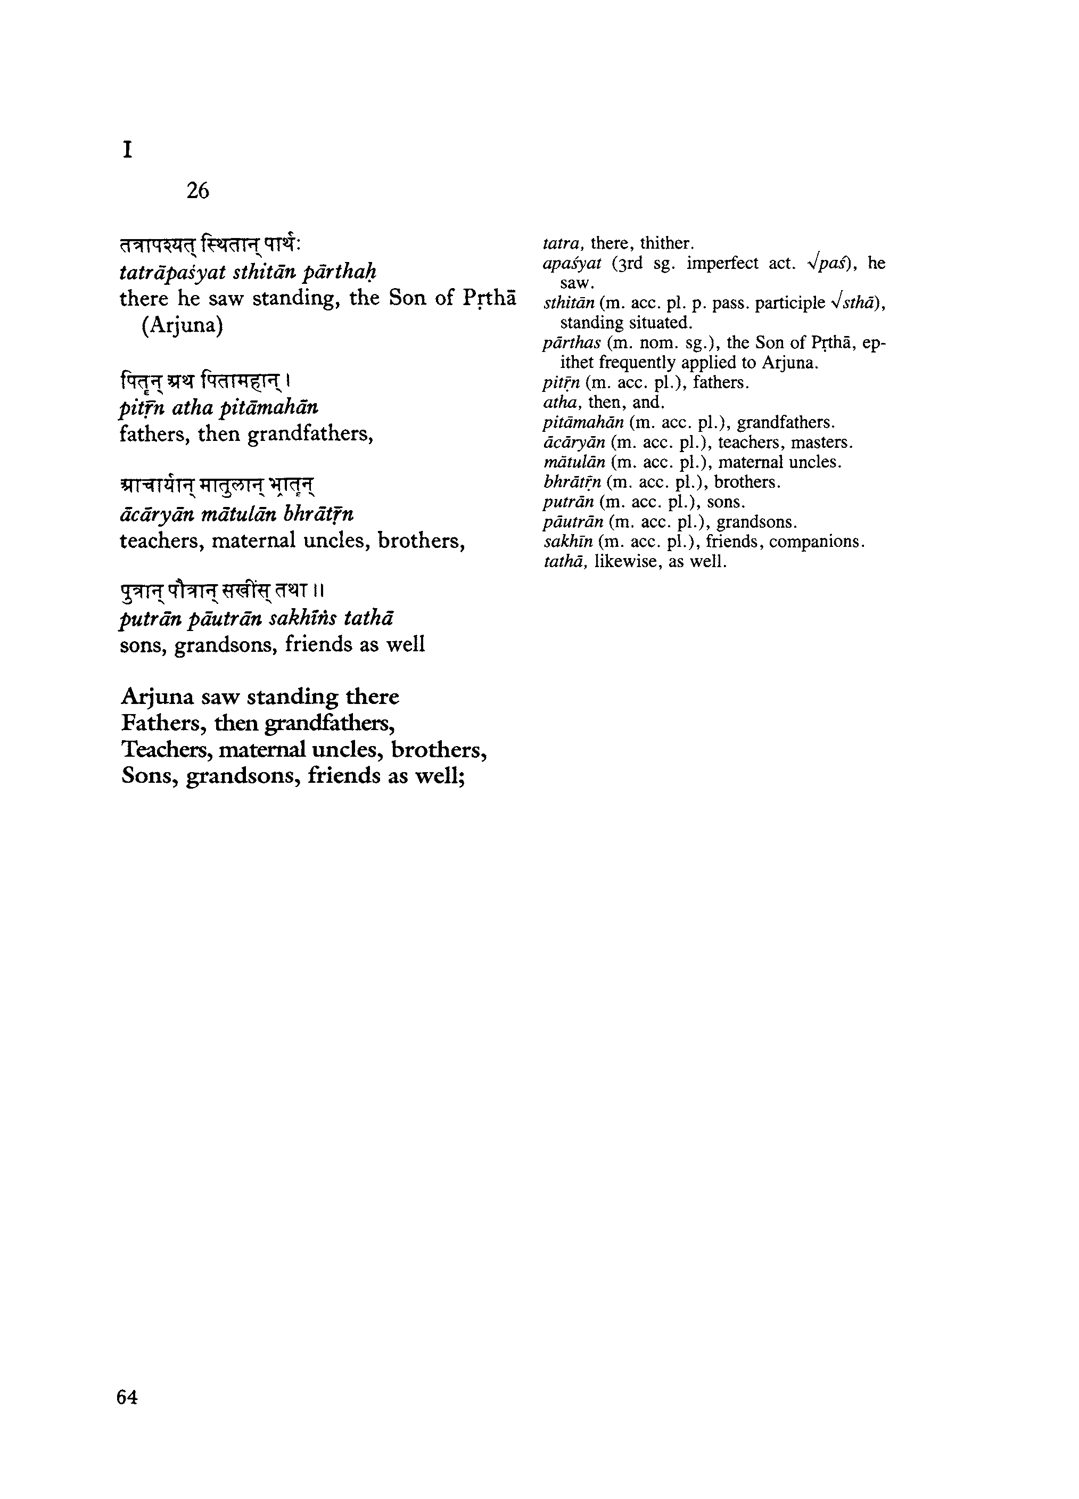 I
26
तत्रापश्यत् स्थितान् पार्थः
tatrāpaśyat sthitān pārthaḥ
there he saw standing, the Son of Pṛthā
(Arjuna)
पितॄन् अथ पितामहान् ।
pitṝn atha pitāmahān
fathers, then grandfathers,
आचार्यान् मातुलान् भ्रातॄन्
ācāryān mātulān bhrātṝn
teachers, maternal uncles, brothers,
पुत्रान् पौत्रान् सखींस् तथा ॥
putrān pāutrān sakhīṅs tathā
sons, grandsons, friends as well
Arjuna saw standing there
Fathers, then grandfathers,
Teachers, maternal uncles, brothers,
Sons, grandsons, friends as well;
tatra, there, thither.
apaśyat (3rd sg. imperfect act. √paś), he
saw.
sthitān (m. acc. pl. p. pass. participle √sthā),
standing situated.
pārthas (m. nom. sg.), the Son of Pṛthā, ep-
ithet frequently applied to Arjuna.
pitṝn (m. acc. pl.), fathers.
atha, then, and.
pitāmahān (m. acc. pl.), grandfathers.
ācāryān (m. acc. pl.), teachers, masters.
mātulān (m. acc. pl.), maternal uncles.
bhrātṝn (m. acc. pl.), brothers.
putrān (m. acc. pl.), sons.
pāutrān (m. acc. pl.), grandsons.
sakhīn (m. acc. pl.), friends, companions.
tathā, likewise, as well.
64